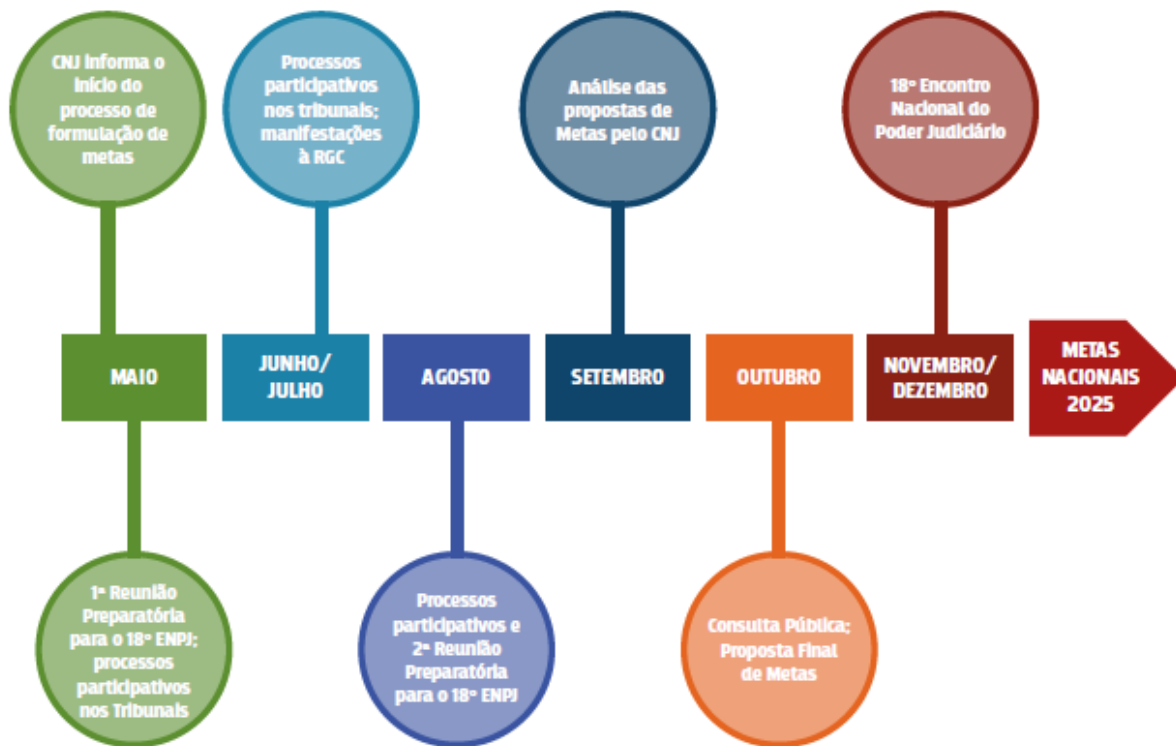 CNJ informa o
início do
processo de
formulação de
metas
Processos
participativos
nos tribunais;
manifestações
à RGC
Análise das
propostas de
Metas pelo CNJ
18º Encontro
Nacional do
Poder Judiciário
MAIO
JUNHO/
JULHO
AGOSTO
SETEMBRO
OUTUBRO
NOVEMBRO/
DEZEMBRO
METAS
NACIONAIS
2025
1ª Reunião
Preparatória
para o 18º ENPJ;
processos
participativos
nos Tribunais
Processos
participativos e
2ª Reunião
Preparatória
para o 18º ENPJ
Consulta Pública;
Proposta Final
de Metas